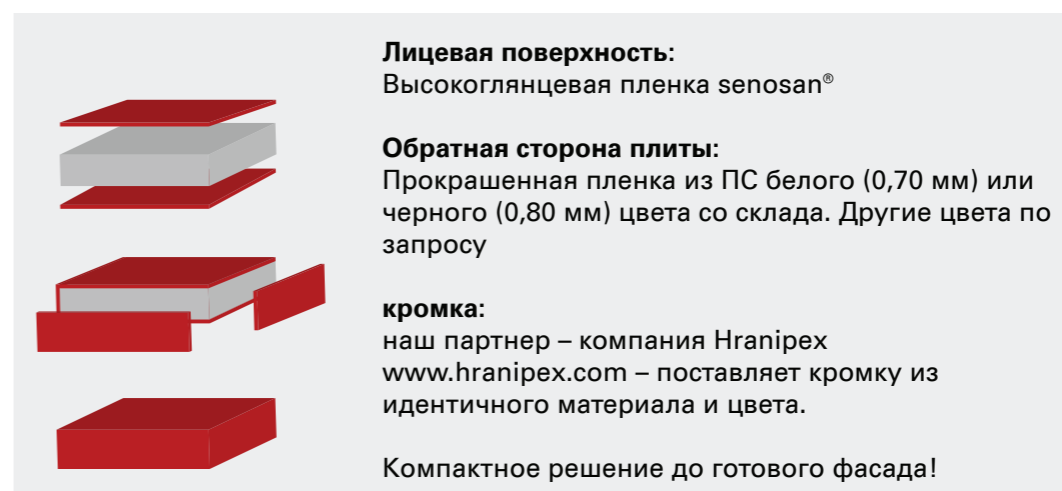 Лицевая поверхность:
Высокоглянцевая пленка senosan®
Обратная сторона плиты:
Прокрашенная пленка из ПС белого (0,70 мм) или
черного (0,80 мм) цвета со склада. Другие цвета по
запросу
кромка:
наш партнер – компания Hranipex
www.hranipex.com – поставляет кромку из
идентичного материала и цвета.
Компактное решение до готового фасада!